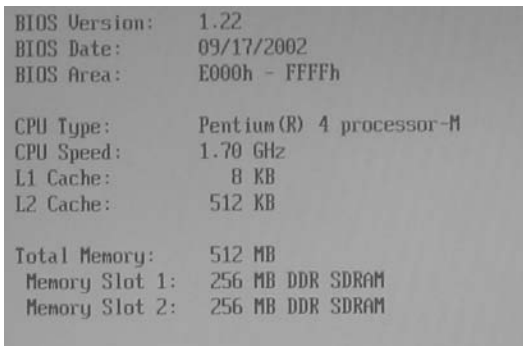 BIOS Version: 1.22
BIOS Date: 09/17/2002
BIOS Area: E000h - FFFFh
CPU Type: Pentium(R) 4 processor-M
CPU Speed: 1.70 GHz
L1 Cache: 8 KB
L2 Cache: 512 KB
Total Memory: 512 MB
Memory Slot 1: 256 MB DDR SDRAM
Memory Slot 2: 256 MB DDR SDRAM